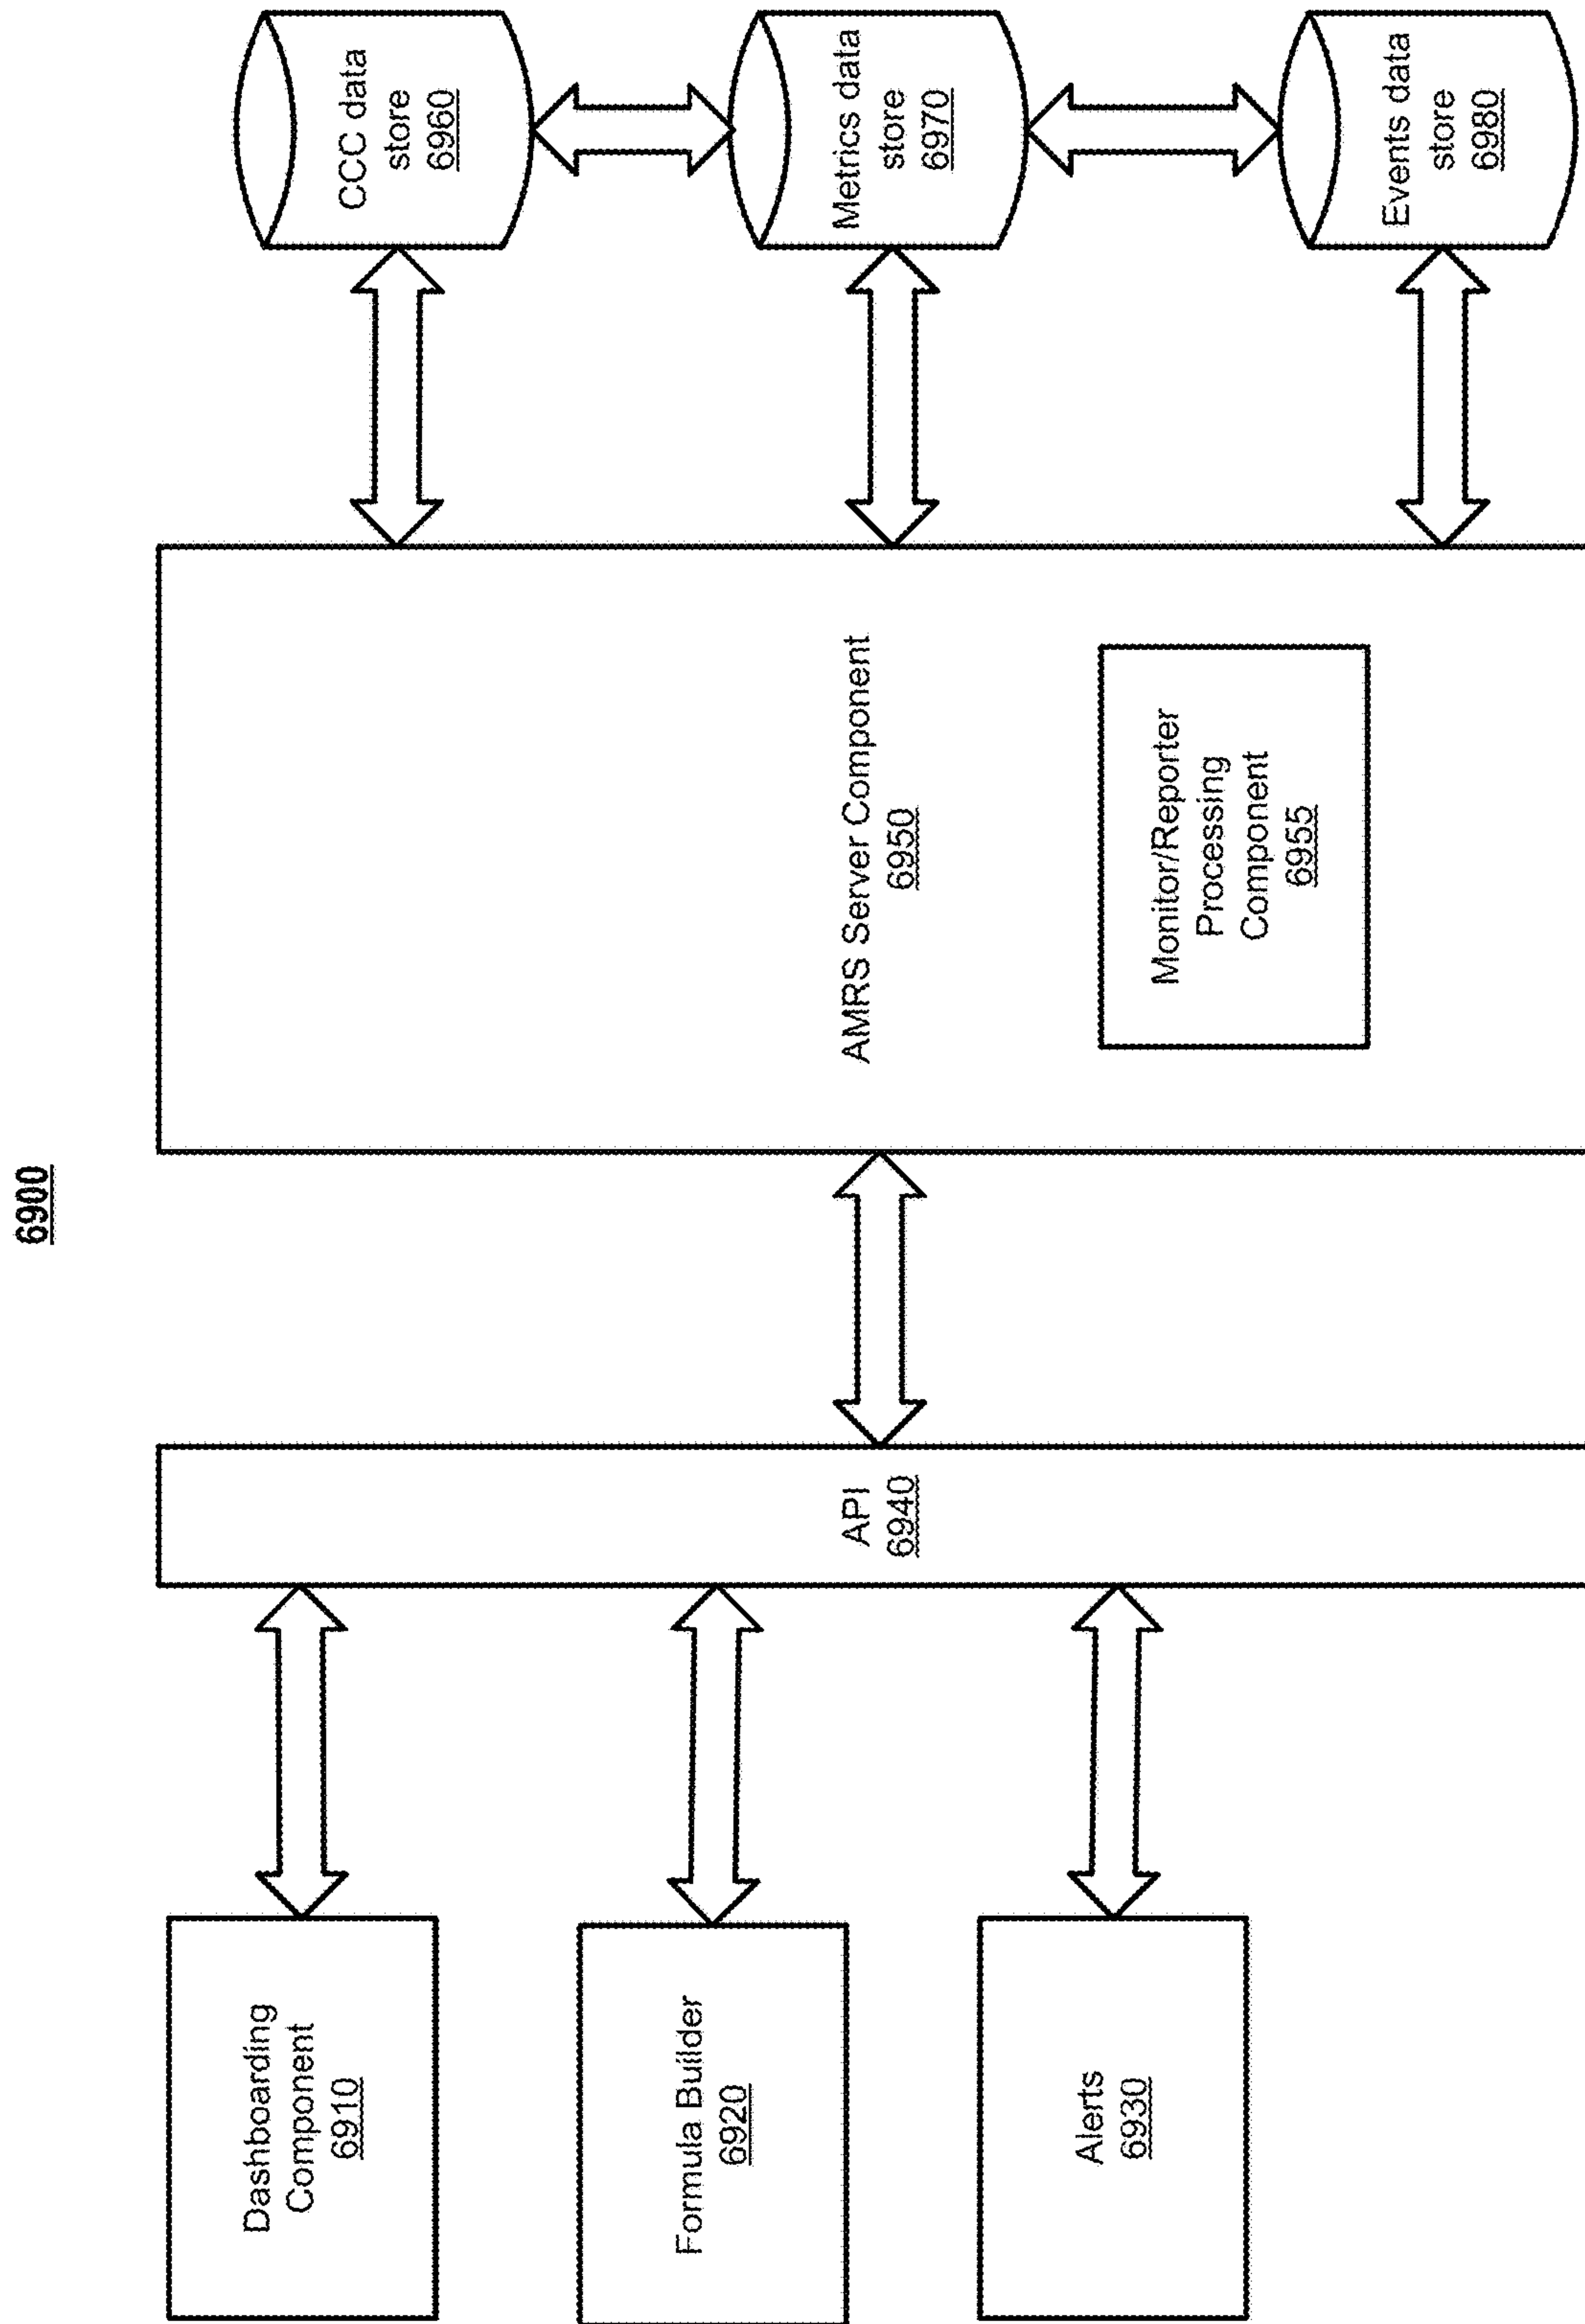 6900
Dashboarding
Component
6910
Formula Builder
6920
Alerts
6930
API
6940
AMRS Server Component
6950
Monitor/Reporter
Processing
Component
6955
CCC data
store
6960
Metrics data
store
6970
Events data
store
6980